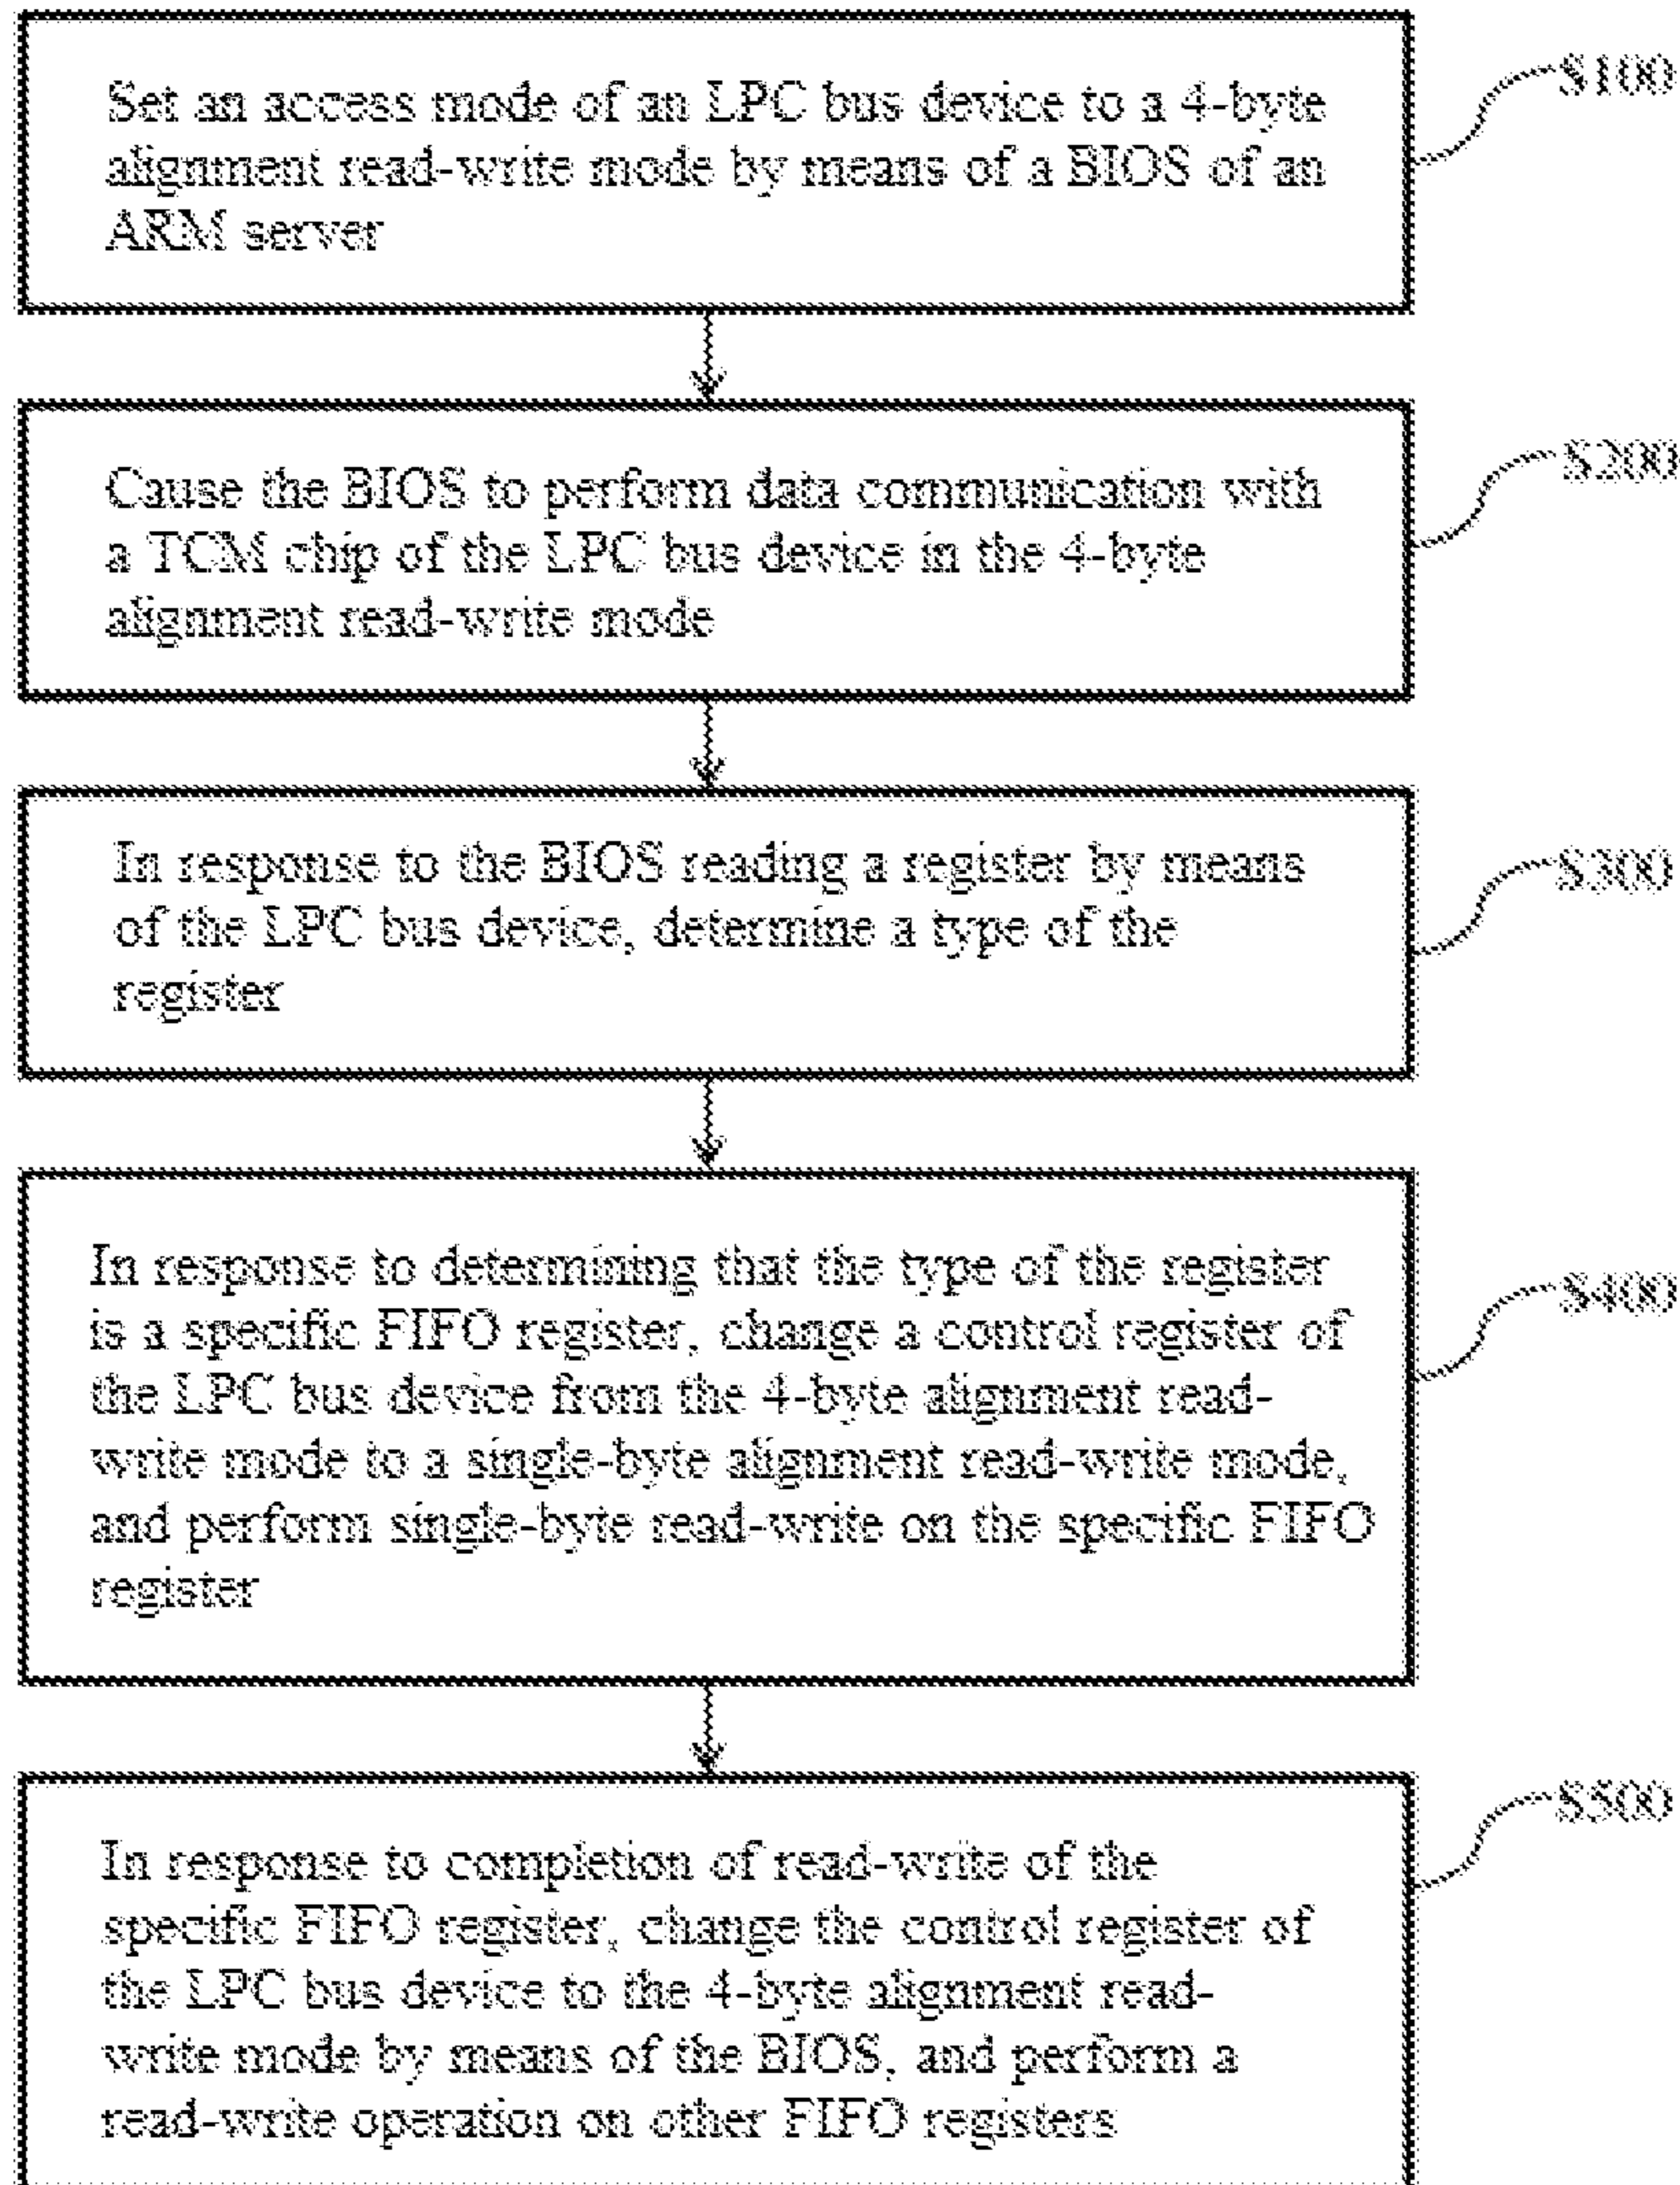 Set an access mode of an LPC bus device to a 4-byte
alignment read-write mode by means of a BIOS of an
ARM server
S100
Cause the BIOS to perform data communication with
a TCM chip of the LPC bus device in the 4-byte
alignment read-write mode
S200
In response to the BIOS reading a register by means
of the LPC bus device, determine a type of the
register
S300
In response to determining that the type of the register
is a specific FIFO register, change a control register of
the LPC bus device from the 4-byte alignment read-
write mode to a single-byte alignment read-write mode,
and perform single-byte read-write on the specific FIFO
register
S400
In response to completion of read-write of the
specific FIFO register, change the control register of
the LPC bus device to the 4-byte alignment read-
write mode by means of the BIOS, and perform a
read-write operation on other FIFO registers
S500